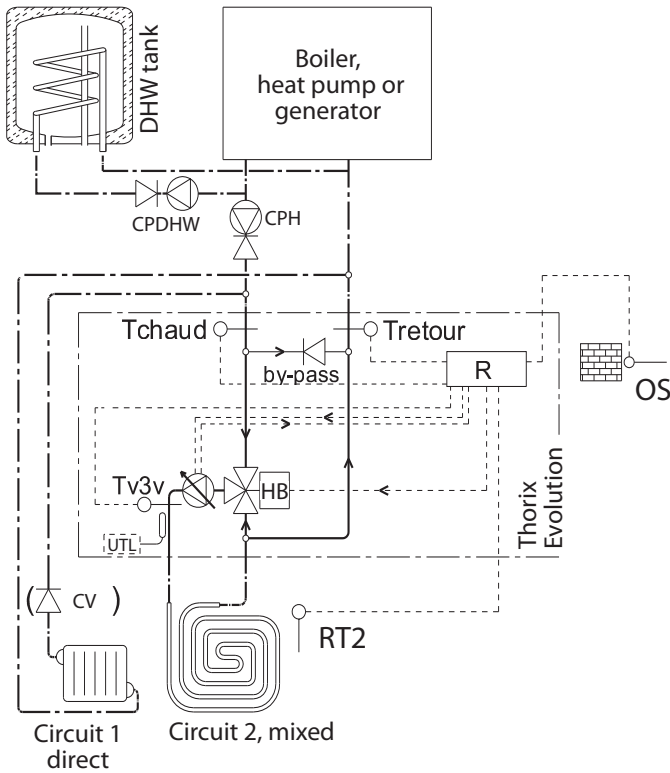 DHW tank
Boiler,
heat pump or
generator
CPDHW
CPH
Tchaud
Tretour
by-pass
R
OS
Tv3v
HB
UTL
Thorix
Evolution
( CV )
RT2
Circuit 1
direct
Circuit 2, mixed